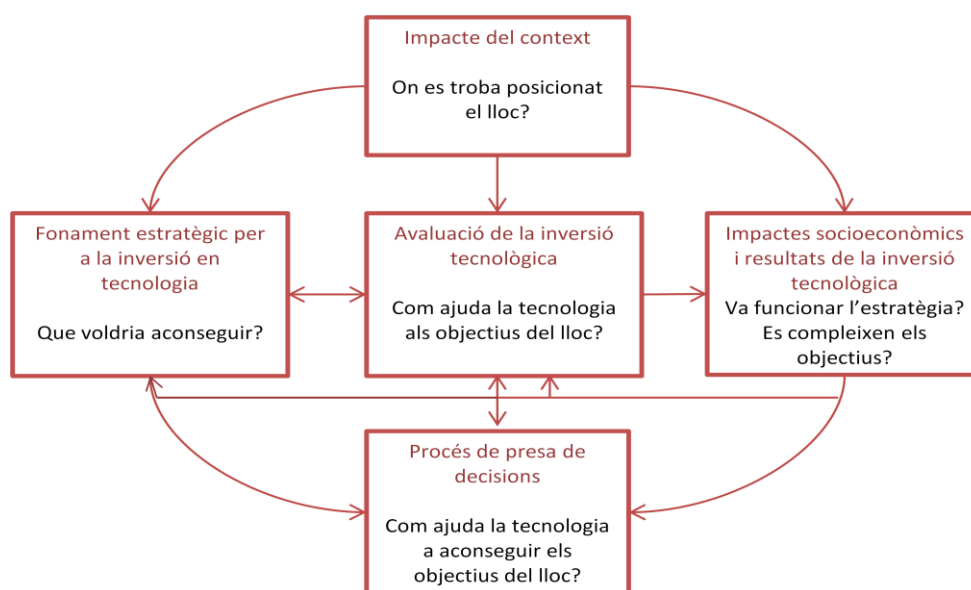 Impacte del context
On es troba posicionat
el lloc?
Fonament estratègic per
a la inversió en
tecnologia
Que voldria aconseguir?
Avaluació de la inversió
tecnològica
Com ajuda la tecnologia
als objectius del lloc?
Impactes socioeconòmics
i resultats de la inversió
tecnològica
Va funcionar l’estratègia?
Es compleixen els
objectius?
Procés de presa de
decisions
Com ajuda la tecnologia
a aconseguir els
objectius del lloc?